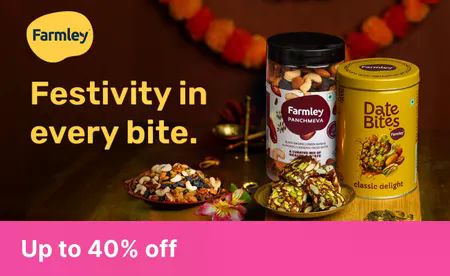 Farmley
Festivity in
every bite.
Farmley
PANCHMEVA
Date
Bites
Farmley
classic delight
Up to 40% off